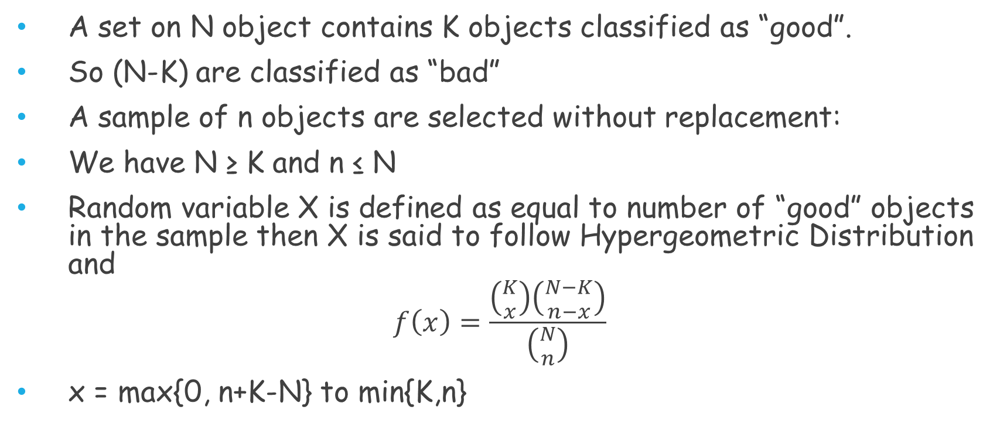 • A set on N object contains K objects classified as “good”.
• So (N-K) are classified as “bad”
• A sample of n objects are selected without replacement:
• We have N ≥ K and n ≤ N
• Random variable X is defined as equal to number of “good” objects
in the sample then X is said to follow Hypergeometric Distribution
and
f(x) = \frac{\binom{K}{x}\binom{N-K}{n-x}}{\binom{N}{n}}
• x = max{0, n+K-N} to min{K,n}